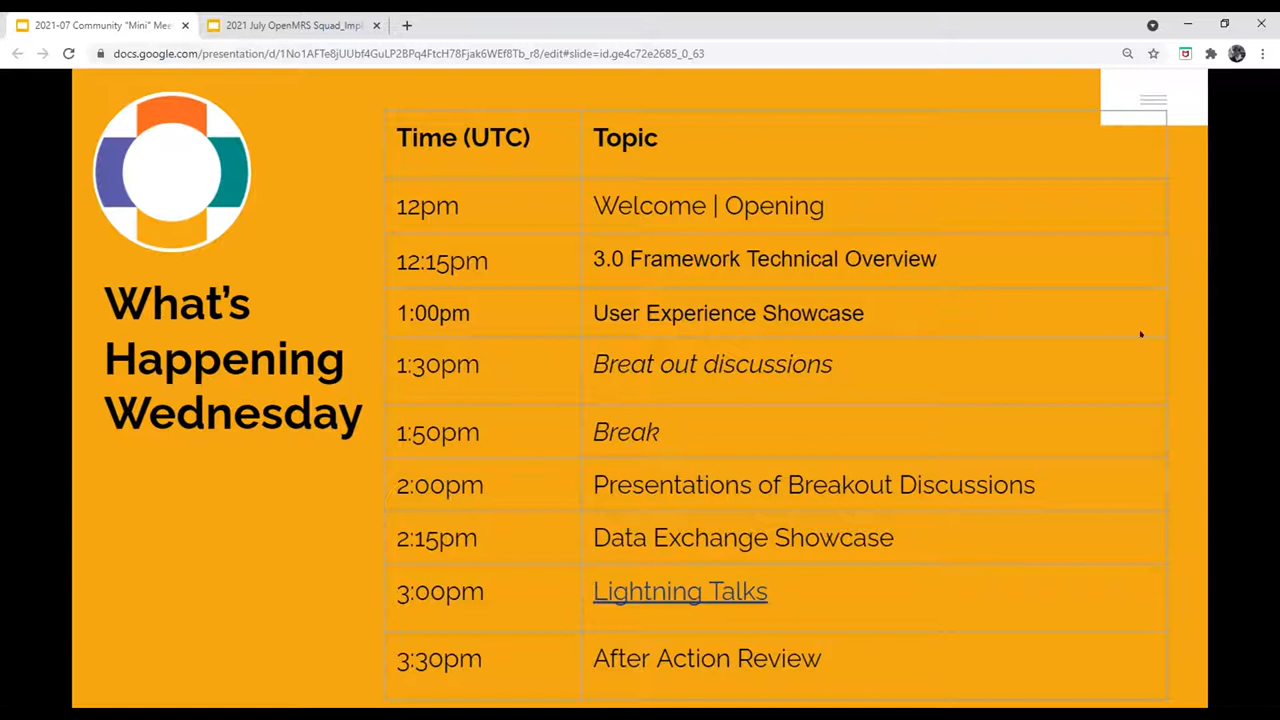 2021-07 Community "Mini" Mee
2021 July OpenMRS Squad_Impl
docs.google.com/presentation/d/1No1AFTe8jUUbf4GuLP2BPq4FtcH78Fjak6WEf8Tb_r8/edit#slide=id.ge4c72e2685_0_63
What's
Happening
Wednesday
Time (UTC) Topic
12pm Welcome | Opening
12:15pm 3.0 Framework Technical Overview
1:00pm User Experience Showcase
1:30pm Breat out discussions
1:50pm Break
2:00pm Presentations of Breakout Discussions
2:15pm Data Exchange Showcase
3:00pm Lightning Talks
3:30pm After Action Review